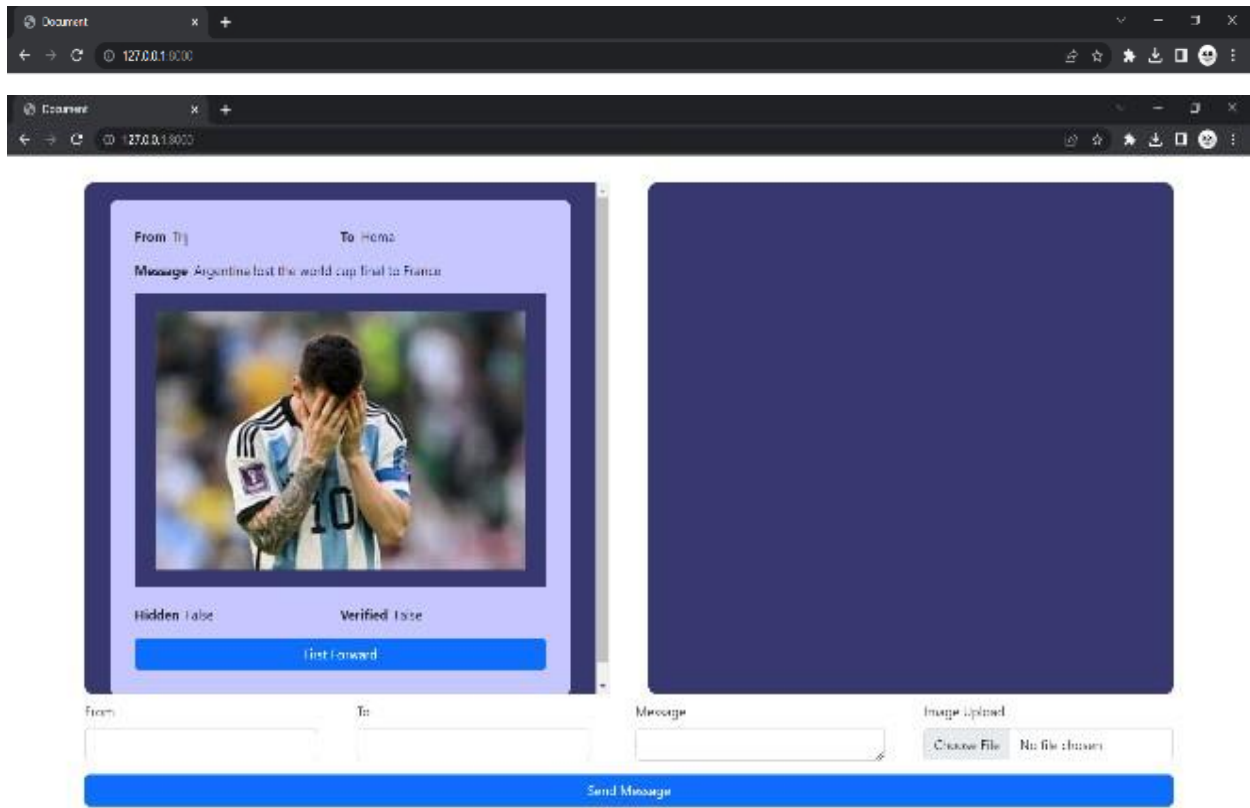 Document
127.0.0.1:8000
Document
127.0.0.1:8000
From To Hema
Message Argentina lost the world cup final to France
10
Hidden False Verified False
First Forward
From To Message Image Upload
Choose File No file chosen
Send Message